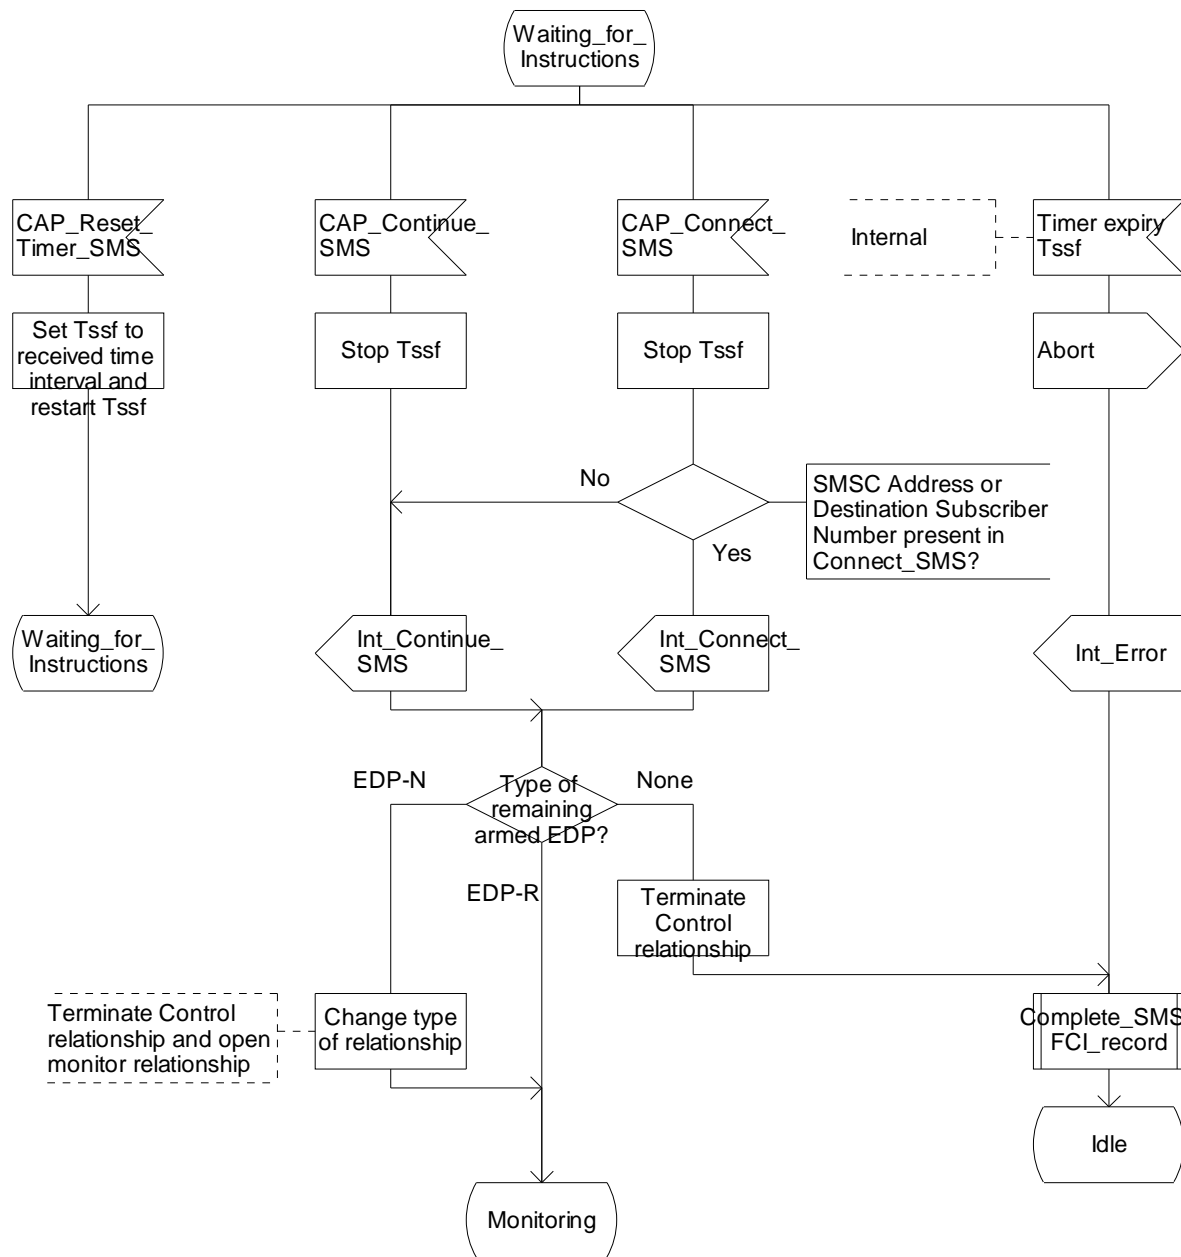 Waiting_for_
Instructions
CAP_Reset_
Timer_SMS
CAP_Continue_
SMS
CAP_Connect_
SMS
Internal
Timer expiry
Tssf
Set Tssf to
received time
interval and
restart Tssf
Stop Tssf
Stop Tssf
Abort
No
Yes
SMSC Address or
Destination Subscriber
Number present in
Connect_SMS?
Waiting_for_
Instructions
Int_Continue_
SMS
Int_Connect_
SMS
Int_Error
EDP-N
Type of
remaining
armed EDP?
None
EDP-R
Terminate
Control
relationship
Terminate Control
relationship and open
monitor relationship
Change type
of relationship
Complete_SMS_
FCI_record
Idle
Monitoring